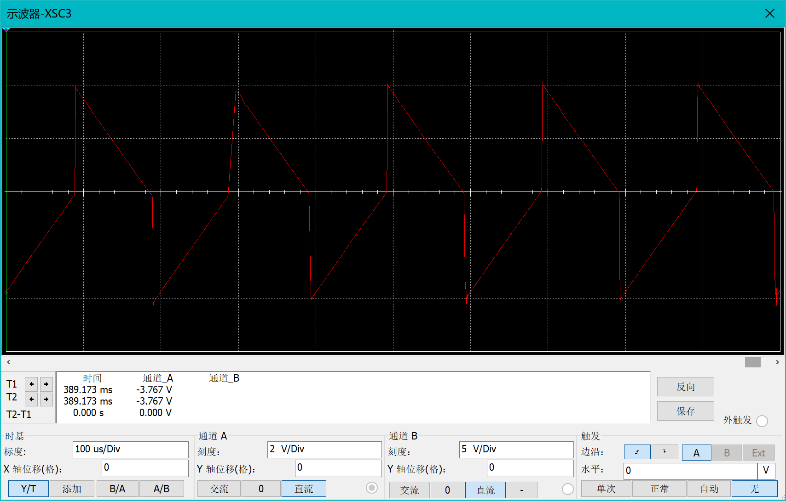 示波器-XSC3
时间 通道_A 通道_B
T1 389.173 ms -3.767 V
T2 389.173 ms -3.767 V
T2-T1 0.000 s 0.000 V
反向
保存
外触发
时基
标度: 100 us/Div
X 轴位移(格): 0
Y/T 添加 B/A A/B
通道 A
刻度: 2 V/Div
Y 轴位移(格): 0
交流 0 直流
通道 B
刻度: 5 V/Div
Y 轴位移(格): 0
交流 0 直流 -
触发
边沿: A B Ext
水平: 0 V
单次 正常 自动 无